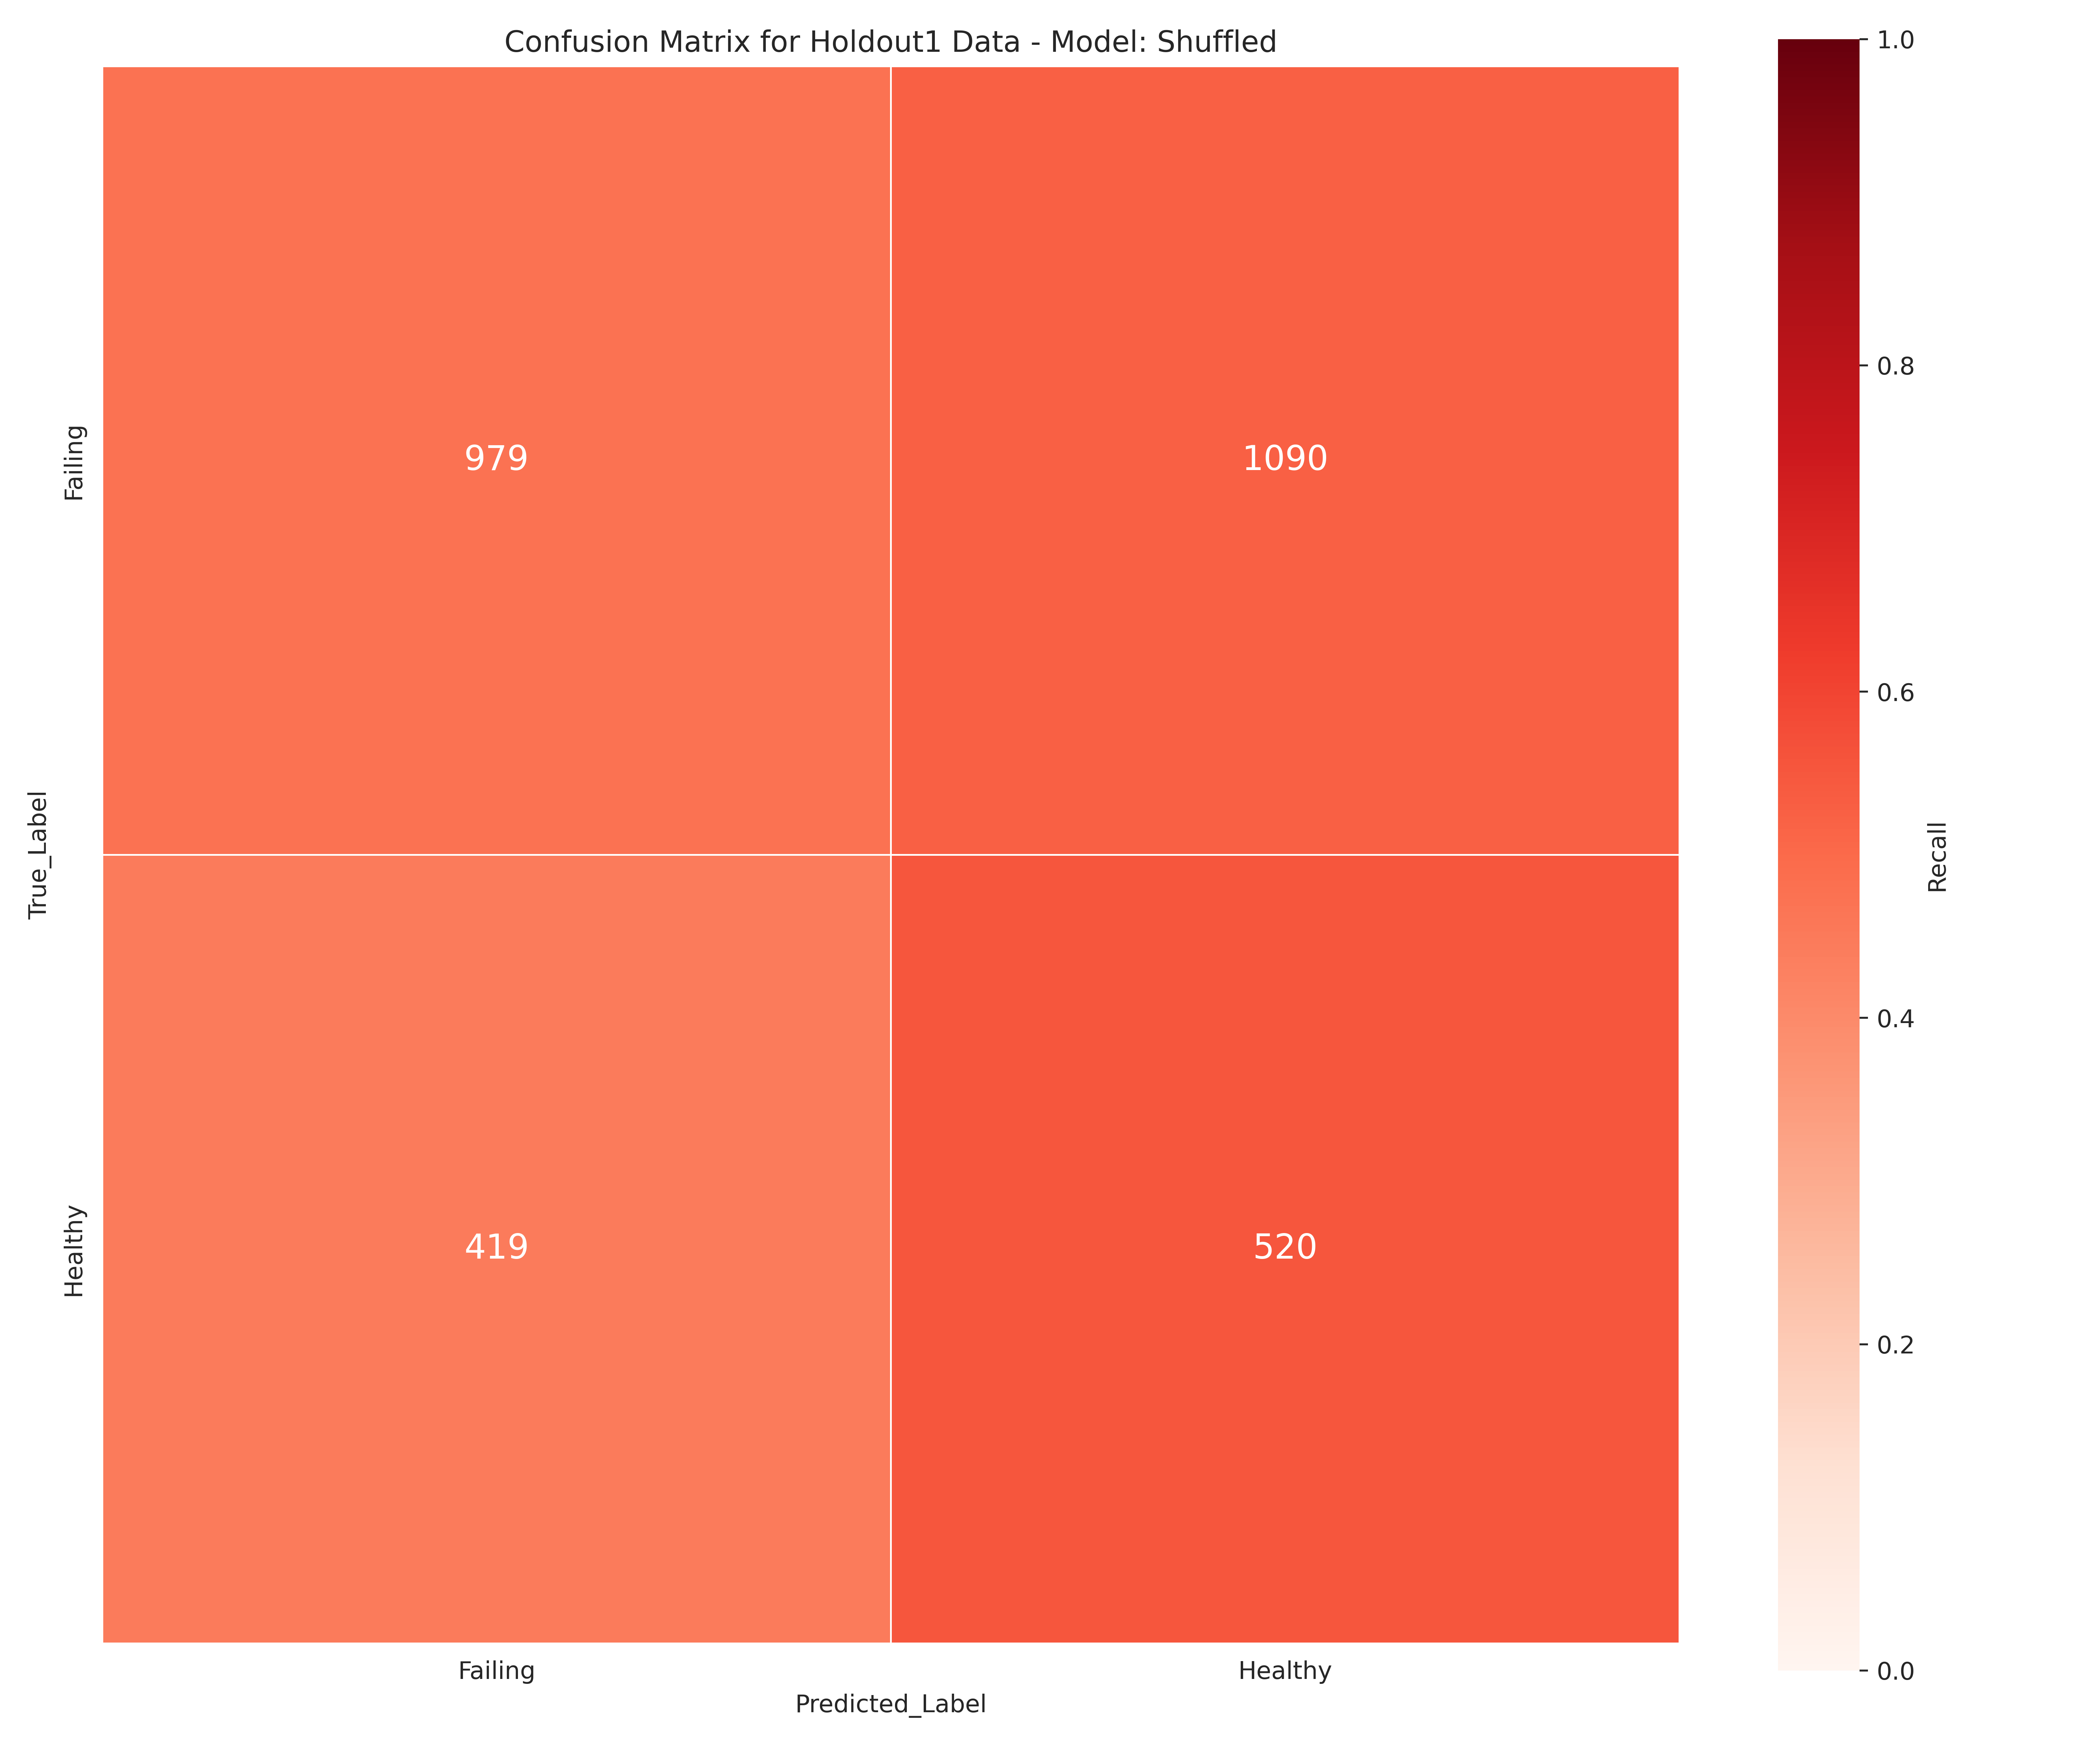 Confusion Matrix for Holdout1 Data - Model: Shuffled
True_Label
Failing
979
1090
Healthy
419
520
Failing
Healthy
Predicted_Label
1.0
0.8
0.6
0.4
0.2
0.0
Recall